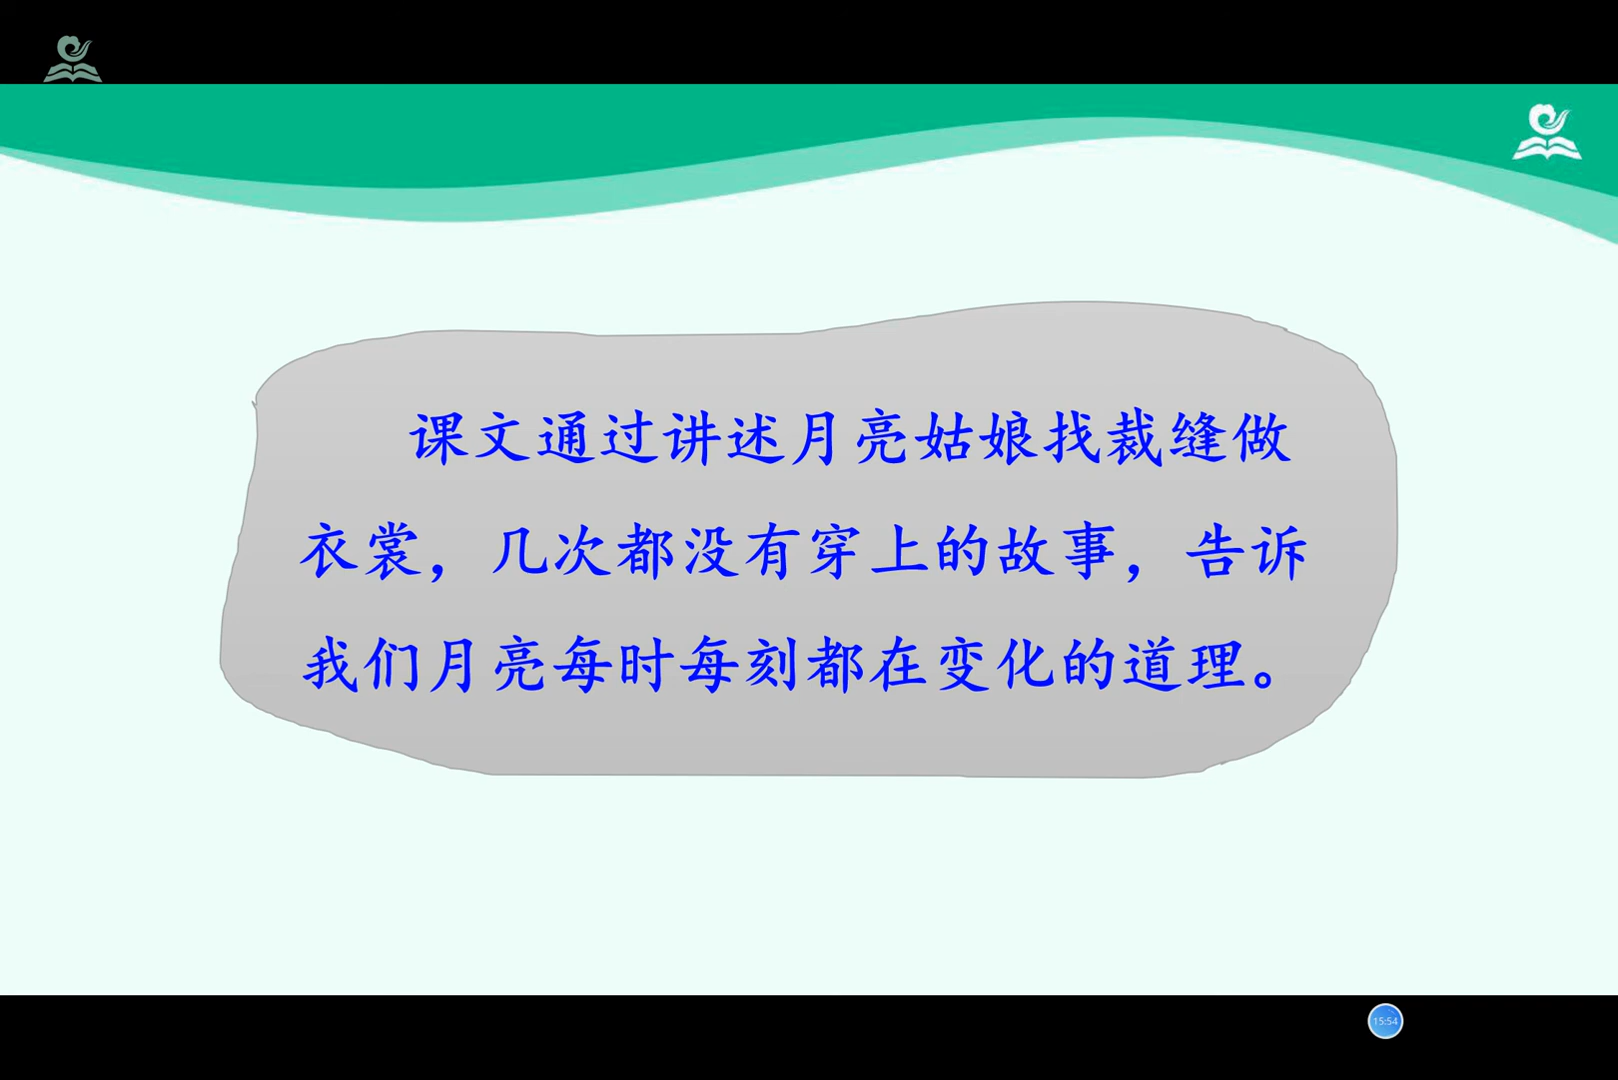 课文通过讲述月亮姑娘找裁缝做
衣裳，几次都没有穿上的故事，告诉
我们月亮每时每刻都在变化的道理。
15:54